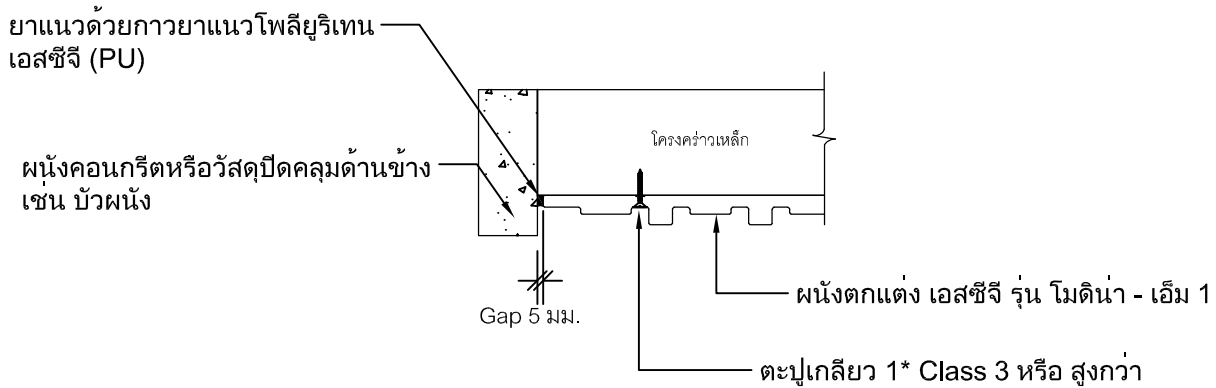 ยาแนวด้วยกาวยาแนวโพลียูริเทน
เอสซีจี (PU)
โครงคร่าวเหล็ก
ผนังคอนกรีตหรือวัสดุปิดคลุมด้านข้าง
เช่น บัวผนัง
ผนังตกแต่ง เอสซีจี รุ่น โมดิน่า - เอ็ม 1
Gap 5 มม.
ตะปูเกลียว 1* Class 3 หรือ สูงกว่า